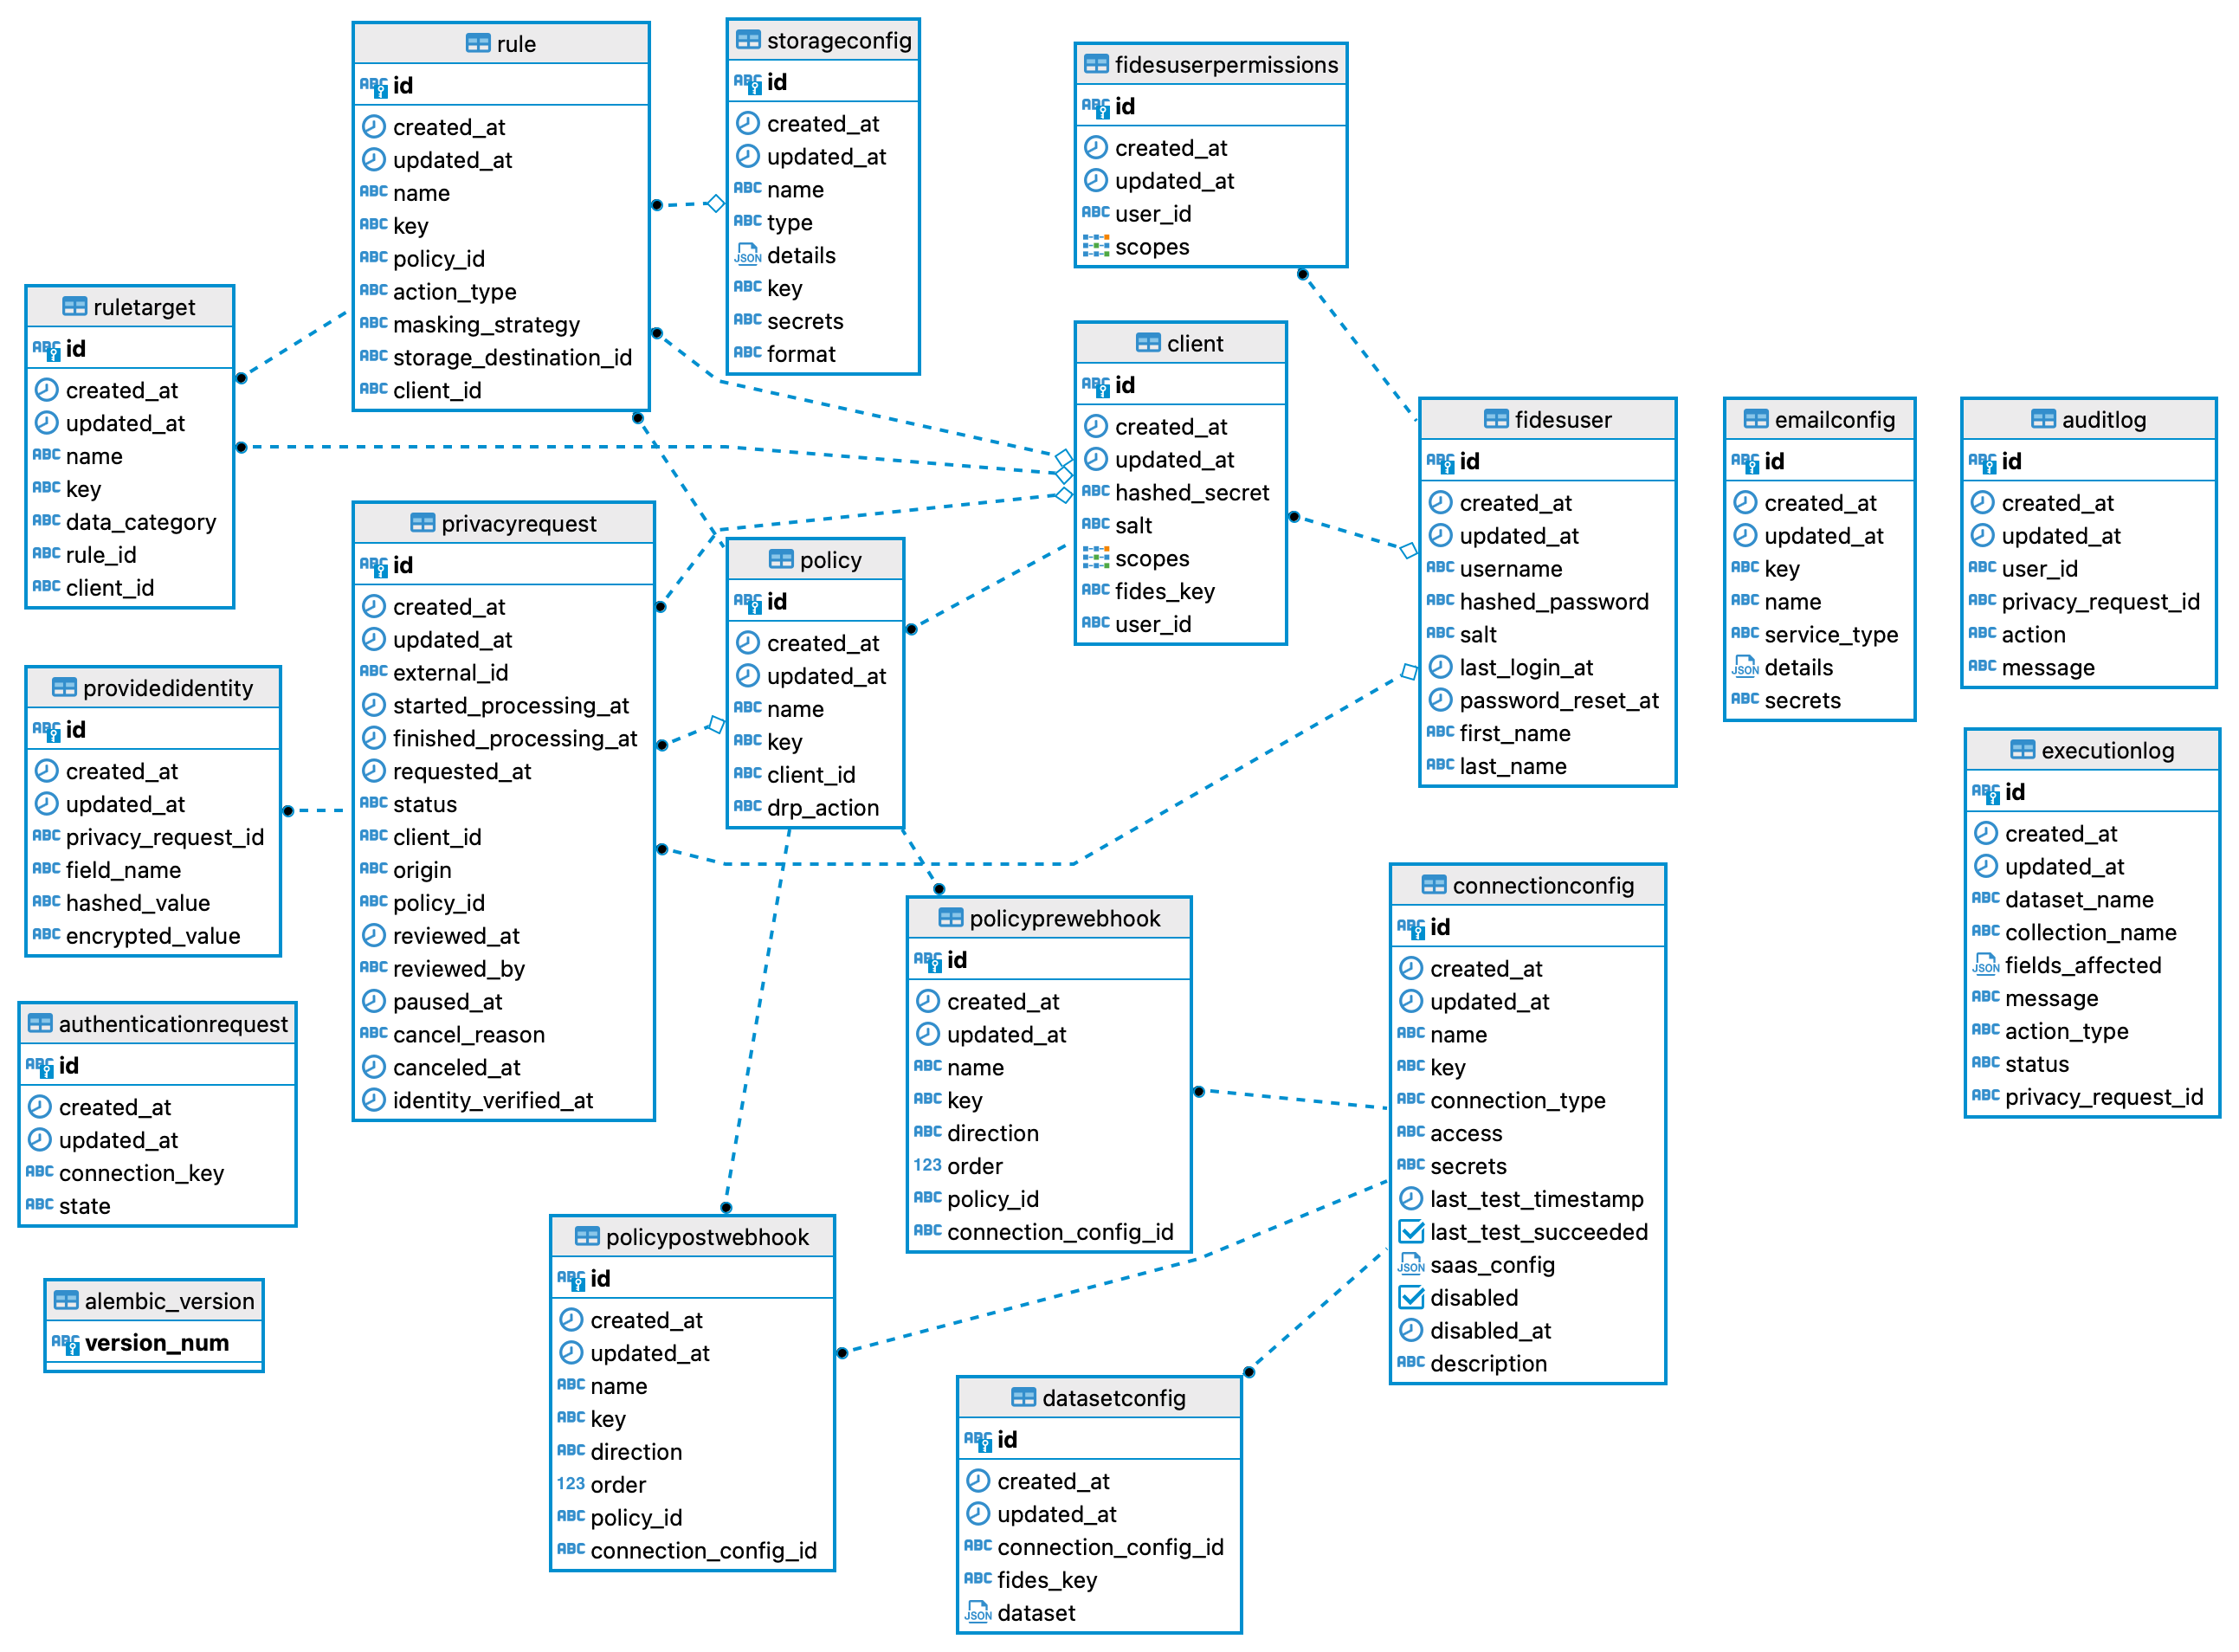 rule
id
created_at
updated_at
name
key
policy_id
action_type
masking_strategy
storage_destination_id
client_id
storageconfig
id
created_at
updated_at
name
type
details
key
secrets
format
fidesuserpermissions
id
created_at
updated_at
user_id
scopes
ruletarget
id
created_at
updated_at
name
key
data_category
rule_id
client_id
client
id
created_at
updated_at
hashed_secret
salt
scopes
fides_key
user_id
fidesuser
id
created_at
updated_at
username
hashed_password
salt
last_login_at
password_reset_at
first_name
last_name
emailconfig
id
created_at
updated_at
key
name
service_type
details
secrets
auditlog
id
created_at
updated_at
user_id
privacy_request_id
action
message
privacyrequest
id
created_at
updated_at
external_id
started_processing_at
finished_processing_at
requested_at
status
client_id
origin
policy_id
reviewed_at
reviewed_by
paused_at
cancel_reason
canceled_at
identity_verified_at
policy
id
created_at
updated_at
name
key
client_id
drp_action
providedidentity
id
created_at
updated_at
privacy_request_id
field_name
hashed_value
encrypted_value
executionlog
id
created_at
updated_at
dataset_name
collection_name
fields_affected
message
action_type
status
privacy_request_id
policyprewebhook
id
created_at
updated_at
name
key
direction
order
policy_id
connection_config_id
connectionconfig
id
created_at
updated_at
name
key
connection_type
access
secrets
last_test_timestamp
last_test_succeeded
saas_config
disabled
disabled_at
description
authenticationrequest
id
created_at
updated_at
connection_key
state
alembic_version
version_num
policypostwebhook
id
created_at
updated_at
name
key
direction
order
policy_id
connection_config_id
datasetconfig
id
created_at
updated_at
connection_config_id
fides_key
dataset